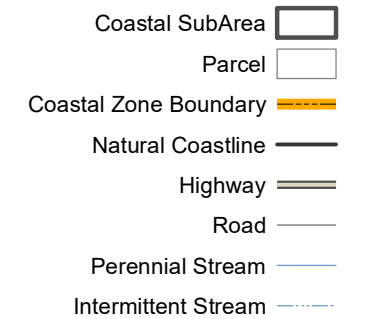 Coastal SubArea
Parcel
Coastal Zone Boundary
Natural Coastline
Highway
Road
Perennial Stream
Intermittent Stream